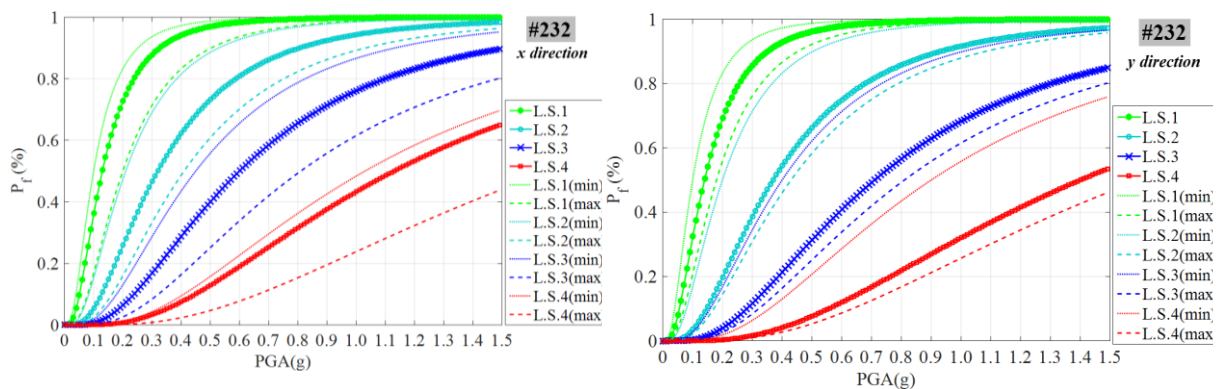 #232
x direction
P_f (%)
1
0.8
0.6
0.4
0.2
0
0 0.1 0.2 0.3 0.4 0.5 0.6 0.7 0.8 0.9 1.0 1.1 1.2 1.3 1.4 1.5
PGA(g)
L.S.1
L.S.2
L.S.3
L.S.4
L.S.1(min)
L.S.1(max
L.S.2(min)
L.S.2(max
L.S.3(min)
L.S.3(max
L.S.4(min)
L.S.4(max
#232
y direction
P_f (%)
1
0.8
0.6
0.4
0.2
0
0 0.1 0.2 0.3 0.4 0.5 0.6 0.7 0.8 0.9 1.0 1.1 1.2 1.3 1.4 1.5
PGA(g)
L.S.1
L.S.2
L.S.3
L.S.4
L.S.1(min)
L.S.1(max
L.S.2(min)
L.S.2(max
L.S.3(min)
L.S.3(max
L.S.4(min)
L.S.4(max